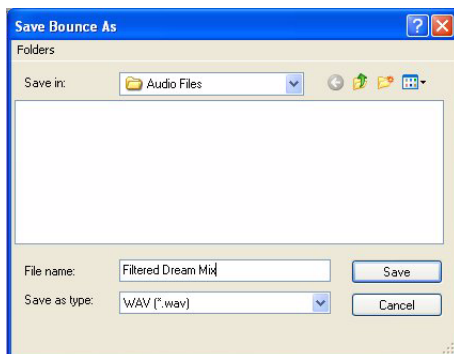 Save Bounce As
Folders
Save in: Audio Files
File name: Filtered Dream Mix Save
Save as type: WAV (*.wav) Cancel